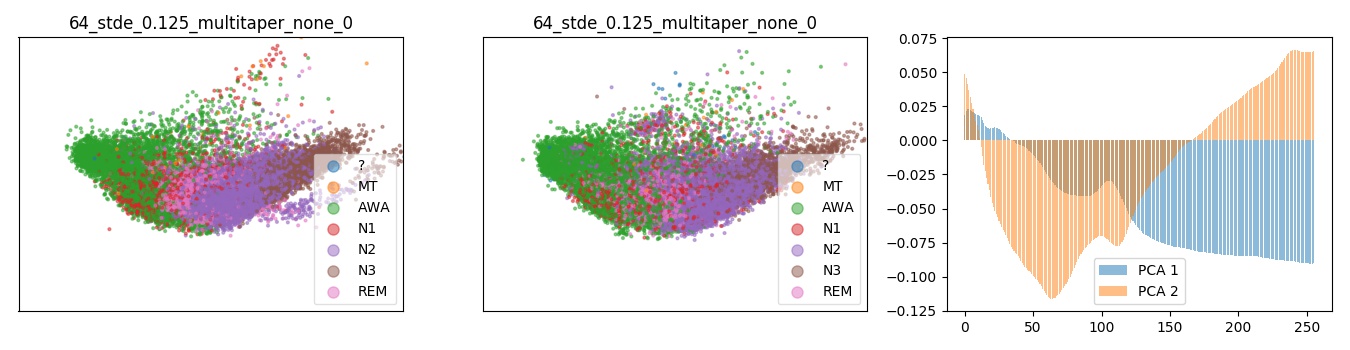 64_stde_0.125_multitaper_none_0
?
MT
AWA
N1
N2
N3
REM
64_stde_0.125_multitaper_none_0
?
MT
AWA
N1
N2
N3
REM
0.075
0.050
0.025
0.000
−0.025
−0.050
−0.075
−0.100
−0.125
PCA 1
PCA 2
0 50 100 150 200 250